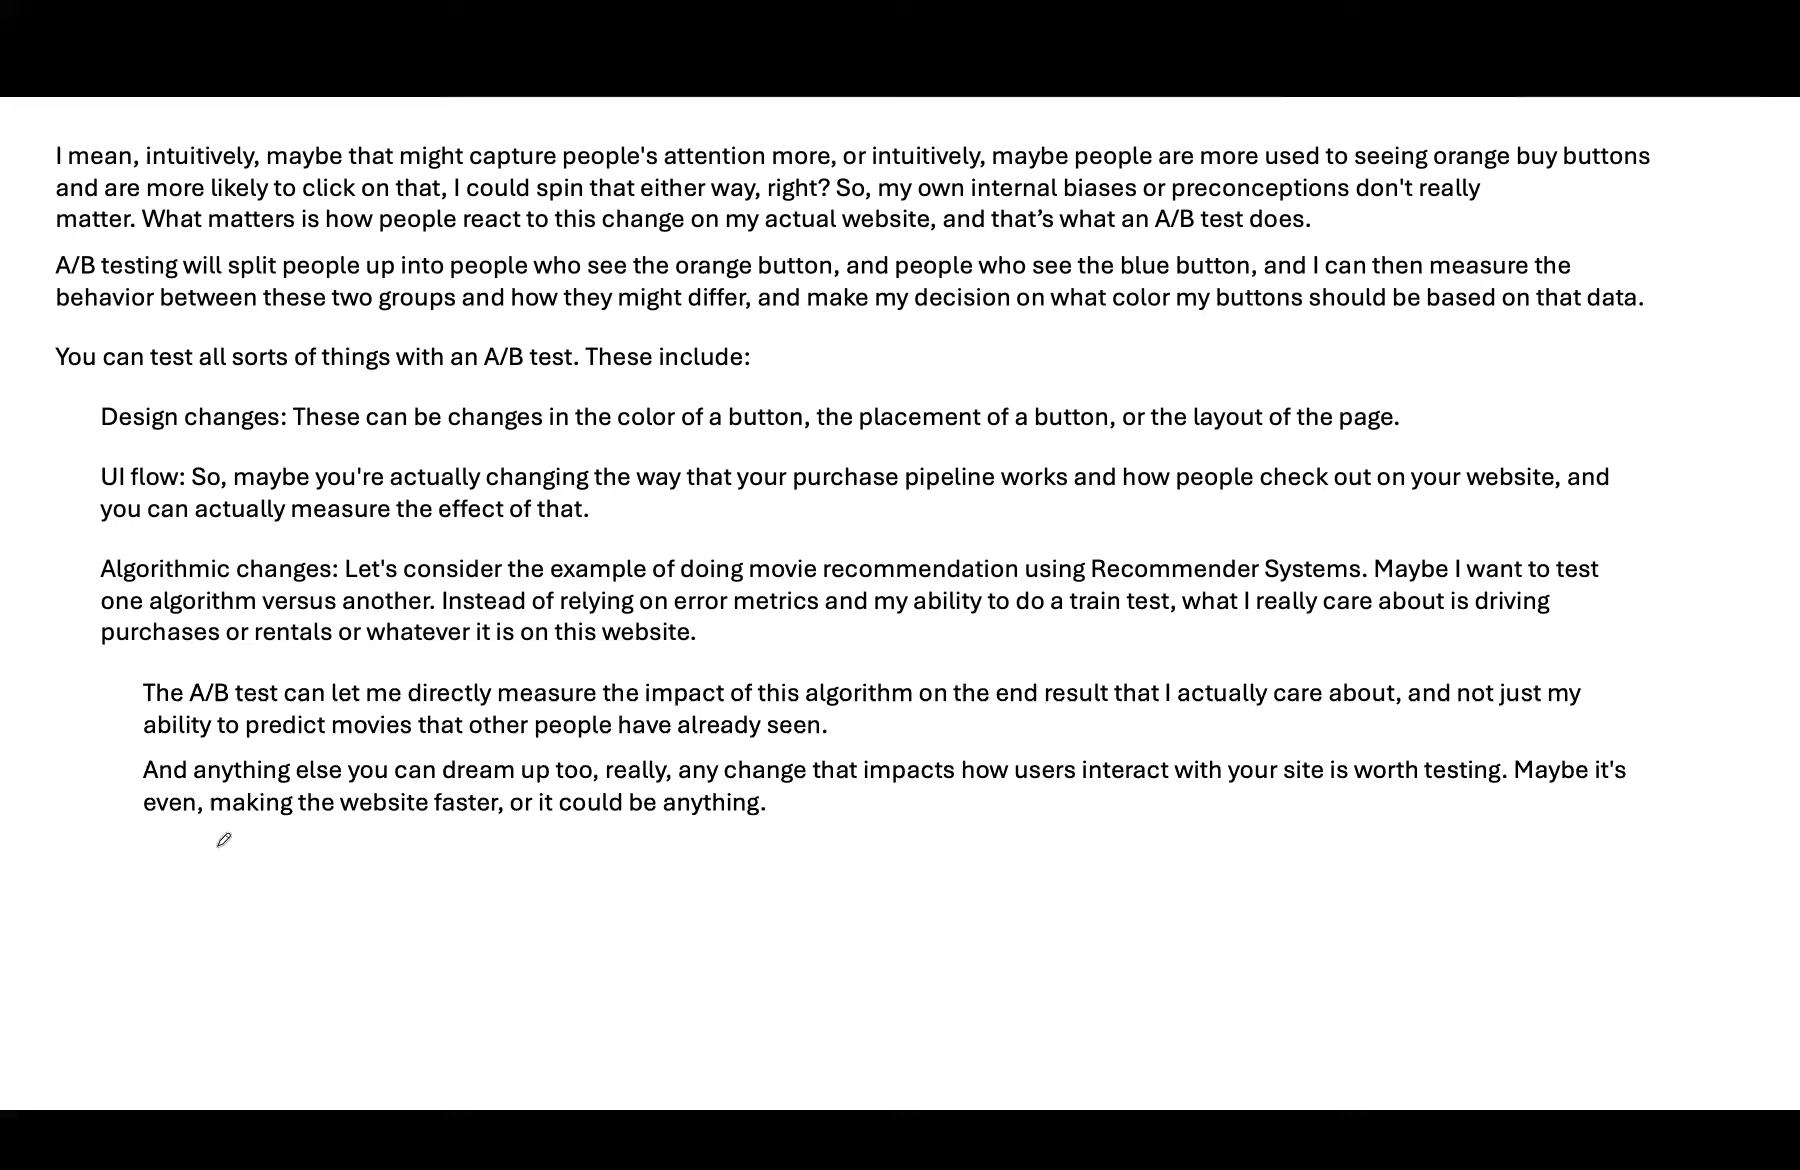 I mean, intuitively, maybe that might capture people's attention more, or intuitively, maybe people are more used to seeing orange buy buttons
and are more likely to click on that, I could spin that either way, right? So, my own internal biases or preconceptions don't really
matter. What matters is how people react to this change on my actual website, and that’s what an A/B test does.
A/B testing will split people up into people who see the orange button, and people who see the blue button, and I can then measure the
behavior between these two groups and how they might differ, and make my decision on what color my buttons should be based on that data.
You can test all sorts of things with an A/B test. These include:
Design changes: These can be changes in the color of a button, the placement of a button, or the layout of the page.
UI flow: So, maybe you're actually changing the way that your purchase pipeline works and how people check out on your website, and
you can actually measure the effect of that.
Algorithmic changes: Let's consider the example of doing movie recommendation using Recommender Systems. Maybe I want to test
one algorithm versus another. Instead of relying on error metrics and my ability to do a train test, what I really care about is driving
purchases or rentals or whatever it is on this website.
The A/B test can let me directly measure the impact of this algorithm on the end result that I actually care about, and not just my
ability to predict movies that other people have already seen.
And anything else you can dream up too, really, any change that impacts how users interact with your site is worth testing. Maybe it's
even, making the website faster, or it could be anything.